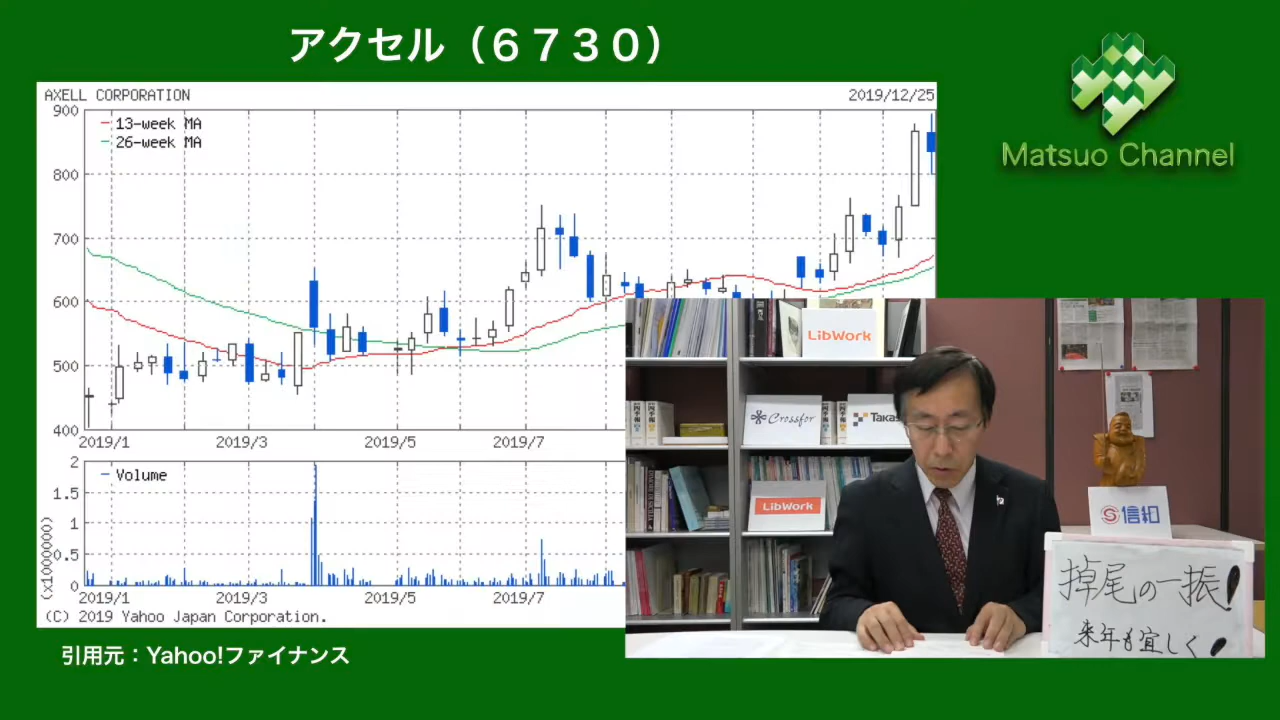 アクセル（６７３０）
AXELL CORPORATION
2019/12/25
900
13-week MA
26-week MA
800
700
600
500
400
2019/1
2019/3
2019/5
2019/7
2
Volume
1.5
1
0.5
0
(x1000000)
2019/1
2019/3
2019/5
2019/7
(C) 2019 Yahoo Japan Corporation.
引用元：Yahoo!ファイナンス
Matsuo Channel
LibWork
Crossfor
Takas
LibWork
信和
掉尾の一振！
来年も宜しく！